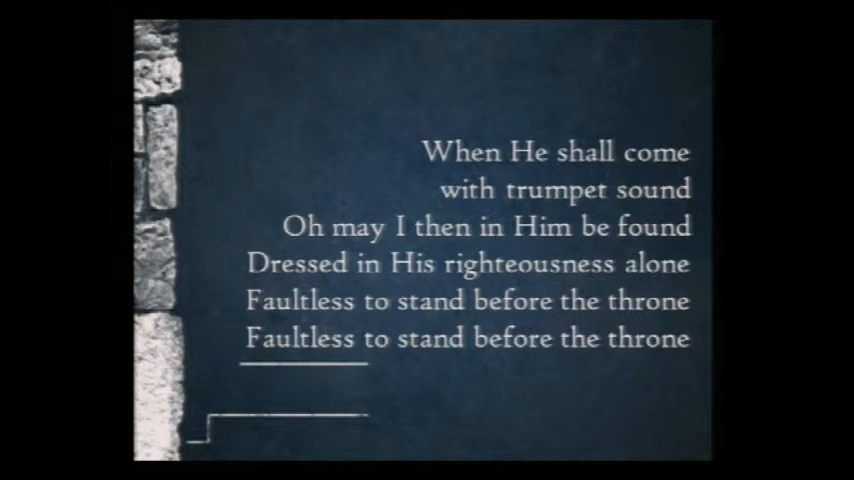 When He shall come
with trumpet sound
Oh may I then in Him be found
Dressed in His righteousness alone
Faultless to stand before the throne
Faultless to stand before the throne